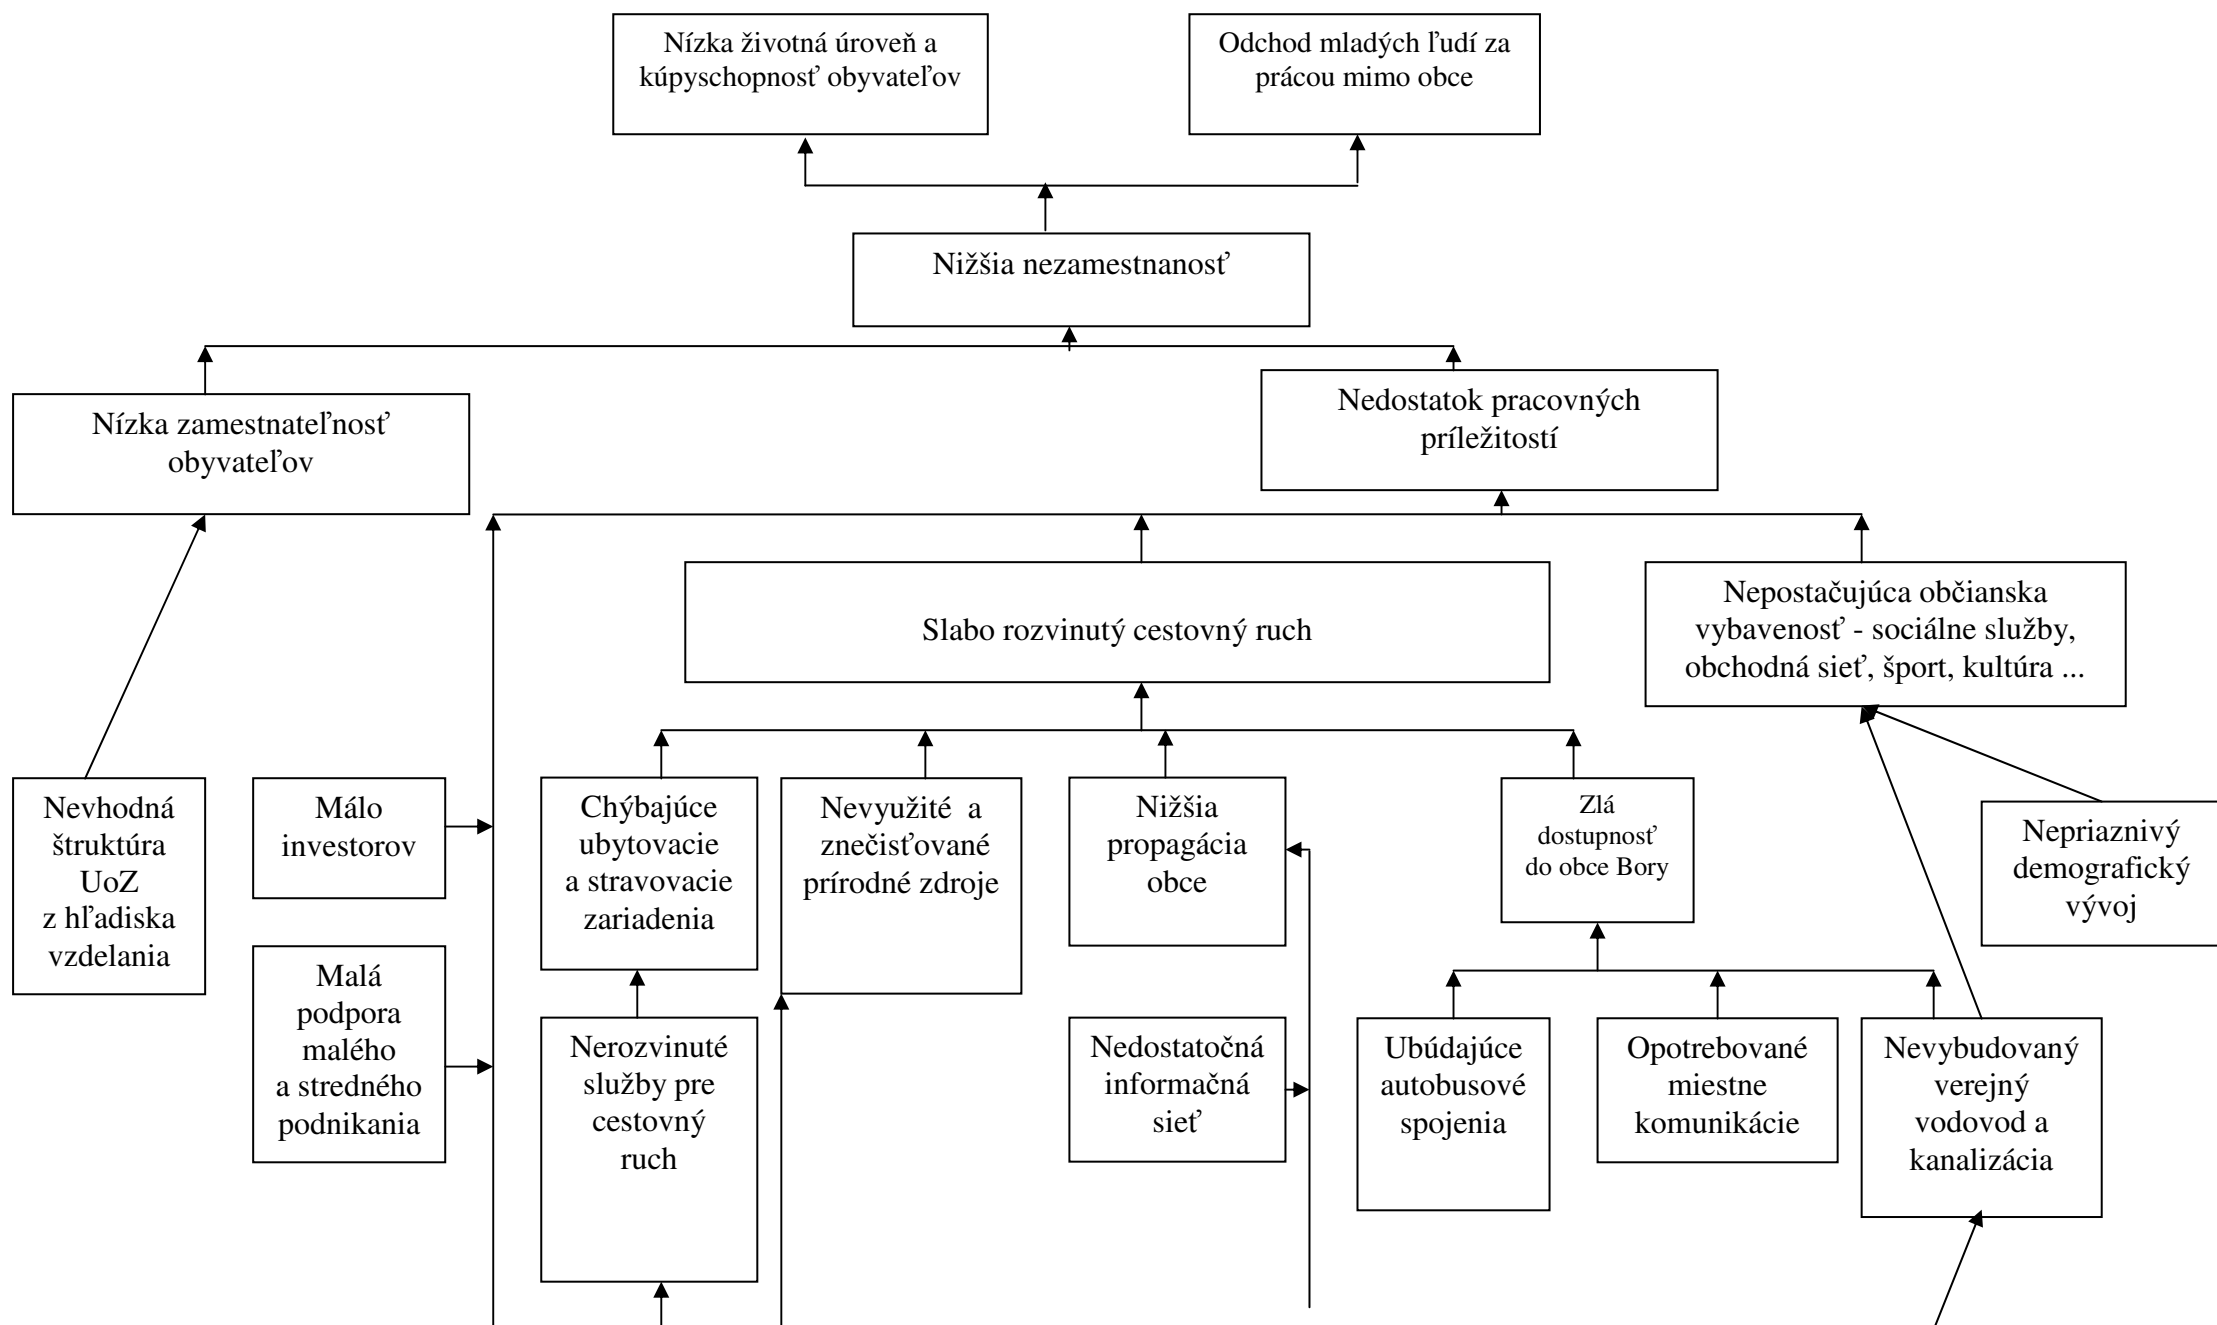 Nízka životná úroveň a
kúpyschopnosť obyvateľov
Odchod mladých ľudí za
prácou mimo obce
Nižšia nezamestnanosť
Nízka zamestnateľnosť
obyvateľov
Nedostatok pracovných
príležitostí
Slabo rozvinutý cestovný ruch
Nepostačujúca občianska
vybavenosť - sociálne služby,
obchodná sieť, šport, kultúra ...
Nevhodná
štruktúra
UoZ
z hľadiska
vzdelania
Málo
investorov
Malá
podpora
malého
a stredného
podnikania
Chýbajúce
ubytovacie
a stravovacie
zariadenia
Nevyužité a
znečisťované
prírodné zdroje
Nižšia
propagácia
obce
Zlá
dostupnosť
do obce Bory
Nepriaznivý
demografický
vývoj
Nerozvinuté
služby pre
cestovný
ruch
Nedostatočná
informačná
sieť
Ubúdajúce
autobusové
spojenia
Opotrebované
miestne
komunikácie
Nevybudovaný
verejný
vodovod a
kanalizácia